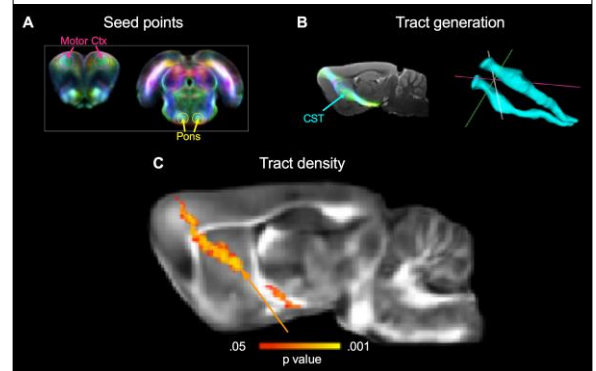 A
Seed points
Motor Ctx
Pons
B
Tract generation
CST
C
Tract density
.05
.001
p value